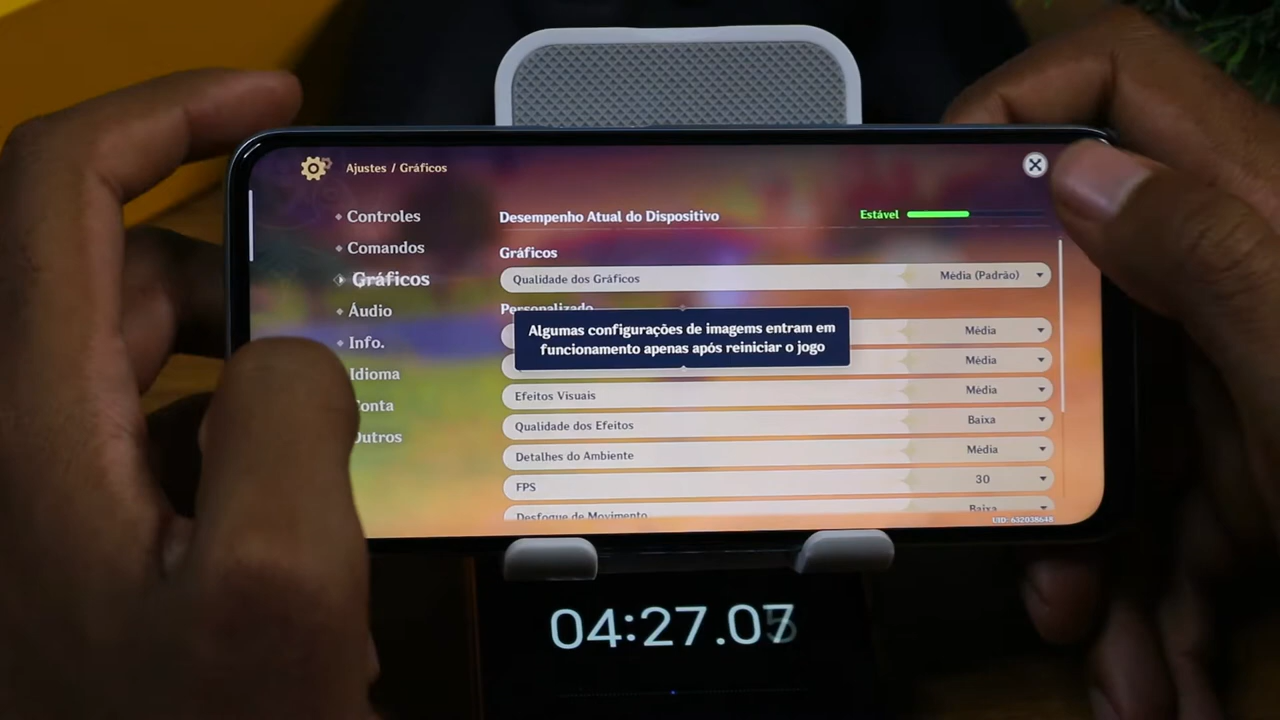 Ajustes / Gráficos
Controles
Comandos
Gráficos
Áudio
Info.
Idioma
Conta
Outros
Desempenho Atual do Dispositivo
Estável
Gráficos
Qualidade dos Gráficos
Média (Padrão)
Personalizado
Algumas configurações de imagens entram em
funcionamento apenas após reiniciar o jogo
Média
Média
Efeitos Visuais
Média
Qualidade dos Efeitos
Baixa
Detalhes do Ambiente
Média
FPS
30
Desfoque de Movimento
Baixa
UID: 632038648
04:27.07